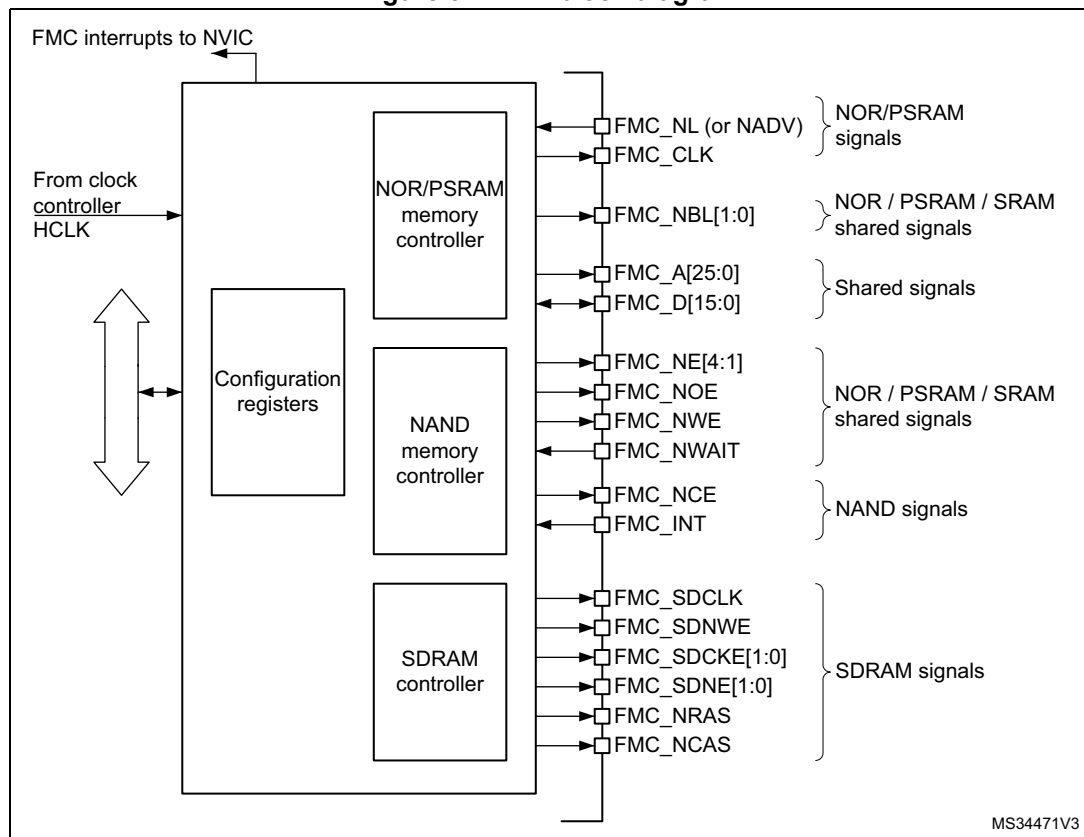 FMC interrupts to NVIC
From clock
controller
HCLK
Configuration
registers
NOR/PSRAM
memory
controller
NAND
memory
controller
SDRAM
controller
FMC_NL (or NADV)
FMC_CLK
NOR/PSRAM
signals
FMC_NBL[1:0]
NOR / PSRAM / SRAM
shared signals
FMC_A[25:0]
FMC_D[15:0]
Shared signals
FMC_NE[4:1]
FMC_NOE
FMC_NWE
FMC_NWAIT
NOR / PSRAM / SRAM
shared signals
FMC_NCE
FMC_INT
NAND signals
FMC_SDCLK
FMC_SDNWE
FMC_SDCKE[1:0]
FMC_SDNE[1:0]
FMC_NRAS
FMC_NCAS
SDRAM signals
MS34471V3